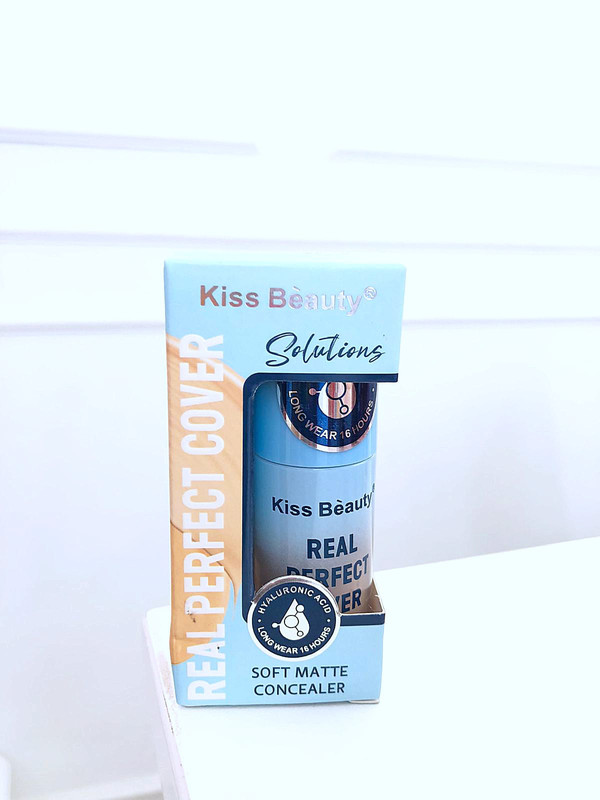 Kiss Bèauty®
Solutions
REAL PERFECT COVER
LONG WEAR 16 HOURS
Kiss Bèauty®
REAL
PERFECT
HYALURONIC ACID
LONG WEAR 16 HOURS
SOFT MATTE
CONCEALER